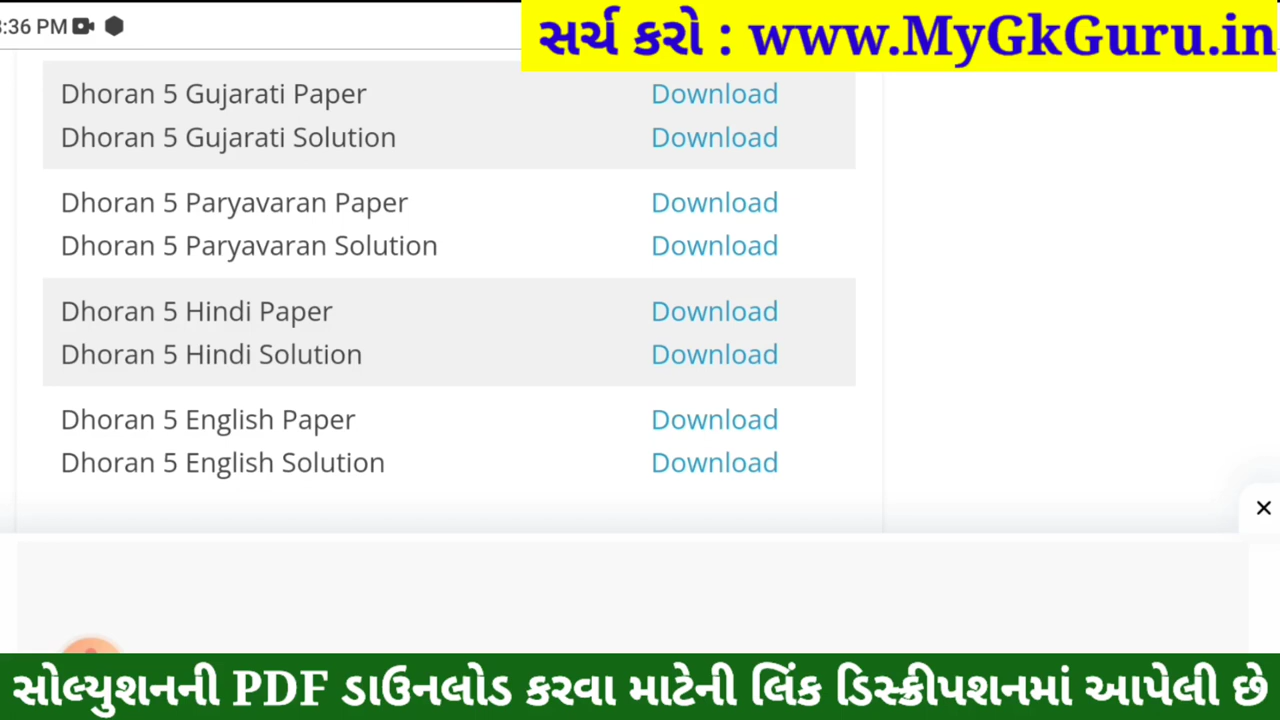 :36 PM
સર્ચ કરો : www.MyGkGuru.in
Dhoran 5 Gujarati Paper Download
Dhoran 5 Gujarati Solution Download
Dhoran 5 Paryavaran Paper Download
Dhoran 5 Paryavaran Solution Download
Dhoran 5 Hindi Paper Download
Dhoran 5 Hindi Solution Download
Dhoran 5 English Paper Download
Dhoran 5 English Solution Download
સોલ્યુશનની PDF ડાઉનલોડ કરવા માટેની લિંક ડિસ્ક્રીપશનમાં આપેલી છે